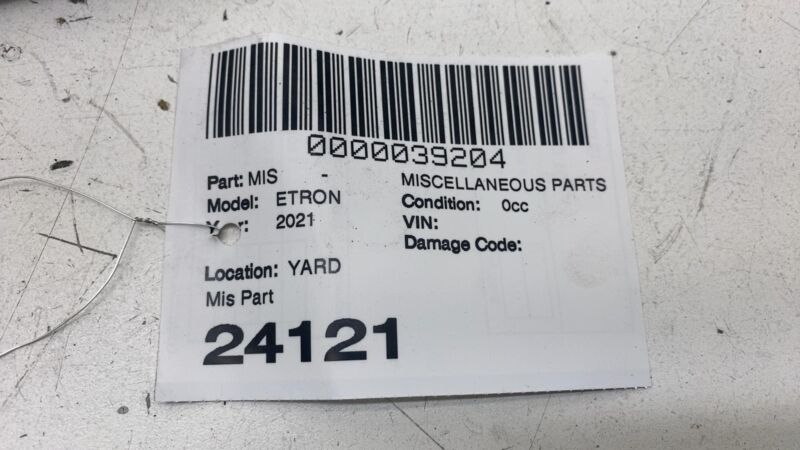 0000039204
Part: MIS - MISCELLANEOUS PARTS
Model: ETRON Condition: 0cc
2021 VIN:
Damage Code:
Location: YARD
Mis Part
24121